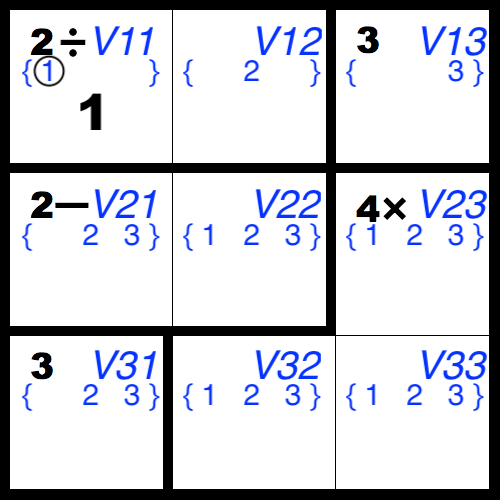 2÷ V11 V12 3 V13
{ 1 } { 2 } { 3 }
1
2− V21 V22 4× V23
{ 2 3 } { 1 2 3 } { 1 2 3 }
3 V31 V32 V33
{ 2 3 } { 1 2 3 } { 1 2 3 }